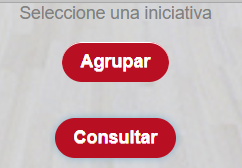 Seleccione una iniciativa
Agrupar
Consultar